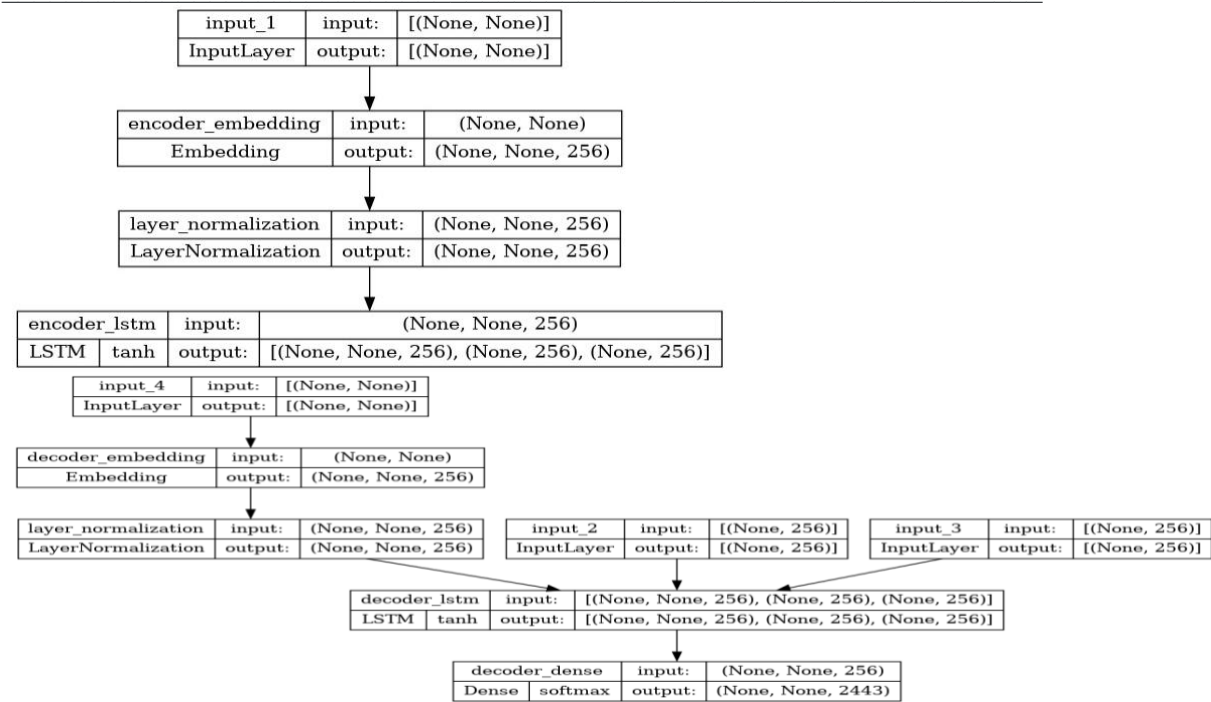 input_1 input: [(None, None)]
InputLayer output: [(None, None)]
encoder_embedding input: (None, None)
Embedding output: (None, None, 256)
layer_normalization input: (None, None, 256)
LayerNormalization output: (None, None, 256)
encoder_lstm input: (None, None, 256)
LSTM tanh output: [(None, None, 256), (None, 256), (None, 256)]
input_4 input: [(None, None)]
InputLayer output: [(None, None)]
decoder_embedding input: (None, None)
Embedding output: (None, None, 256)
layer_normalization input: (None, None, 256) input_2 input: [(None, 256)] input_3 input: [(None, 256)]
LayerNormalization output: (None, None, 256) InputLayer output: [(None, 256)] InputLayer output: [(None, 256)]
decoder_lstm input: [(None, None, 256), (None, 256), (None, 256)]
LSTM tanh output: [(None, None, 256), (None, 256), (None, 256)]
decoder_dense input: (None, None, 256)
Dense softmax output: (None, None, 2443)